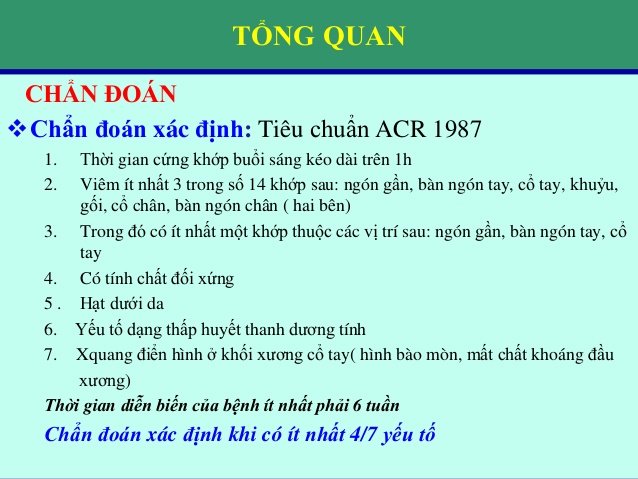 TỔNG QUAN
CHẨN ĐOÁN
❖Chẩn đoán xác định: Tiêu chuẩn ACR 1987
1. Thời gian cứng khớp buổi sáng kéo dài trên 1h
2. Viêm ít nhất 3 trong số 14 khớp sau: ngón gần, bàn ngón tay, cổ tay, khuỷu,
gối, cổ chân, bàn ngón chân ( hai bên)
3. Trong đó có ít nhất một khớp thuộc các vị trí sau: ngón gần, bàn ngón tay, cổ
tay
4. Có tính chất đối xứng
5 . Hạt dưới da
6. Yếu tố dạng thấp huyết thanh dương tính
7. Xquang điển hình ở khối xương cổ tay( hình bào mòn, mất chất khoáng đầu
xương)
Thời gian diễn biến của bệnh ít nhất phải 6 tuần
Chẩn đoán xác định khi có ít nhất 4/7 yếu tố